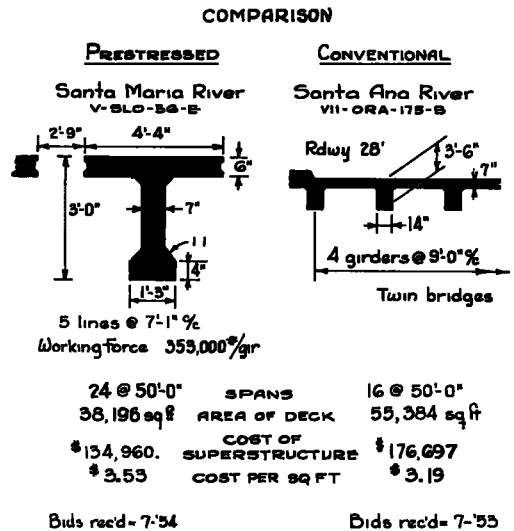 COMPARISON
PRESTRESSED
Santa Maria River
V-SLO-56-E
2'-9" 4'-4"
6"
3'-0"
7"
1 1
4"
1'-3"
5 lines @ 7'-1" c/c
Working Force 353,000#/gir
CONVENTIONAL
Santa Ana River
VII-ORA-175-B
Rdwy 28'
3'-6"
7"
14"
4 girders @ 9'-0" c/c
Twin bridges
24 @ 50'-0" SPANS 16 @ 50'-0"
38,196 sq ft AREA OF DECK 55,384 sq ft
COST OF
$134,960. SUPERSTRUCTURE $176,697
$3.53 COST PER SQ FT $3.19
Bids rec'd = 7-'54 Bids rec'd = 7-'53